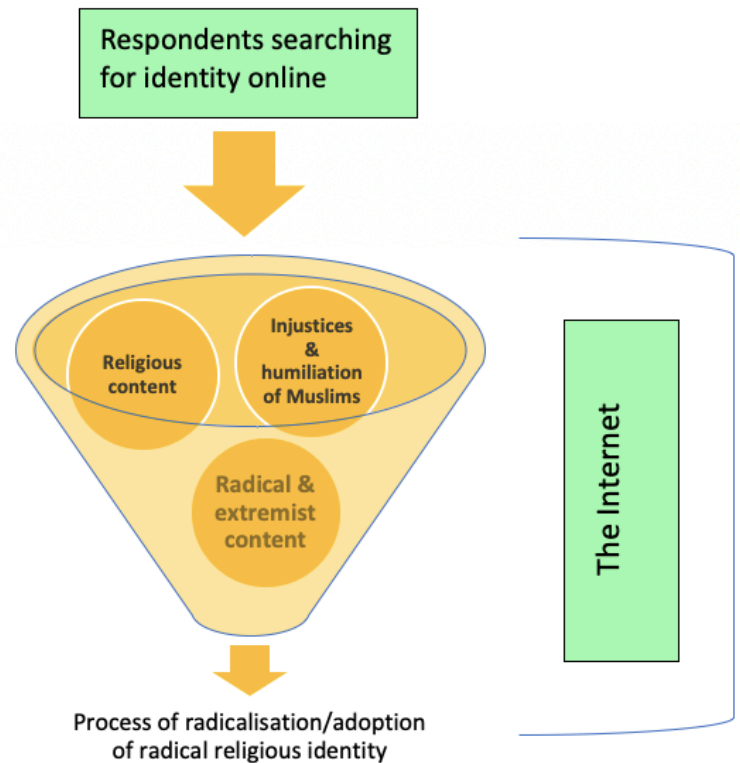 Respondents searching
for identity online
Religious
content
Injustices
&
humiliation
of Muslims
Radical &
extremist
content
The Internet
Process of radicalisation/adoption
of radical religious identity